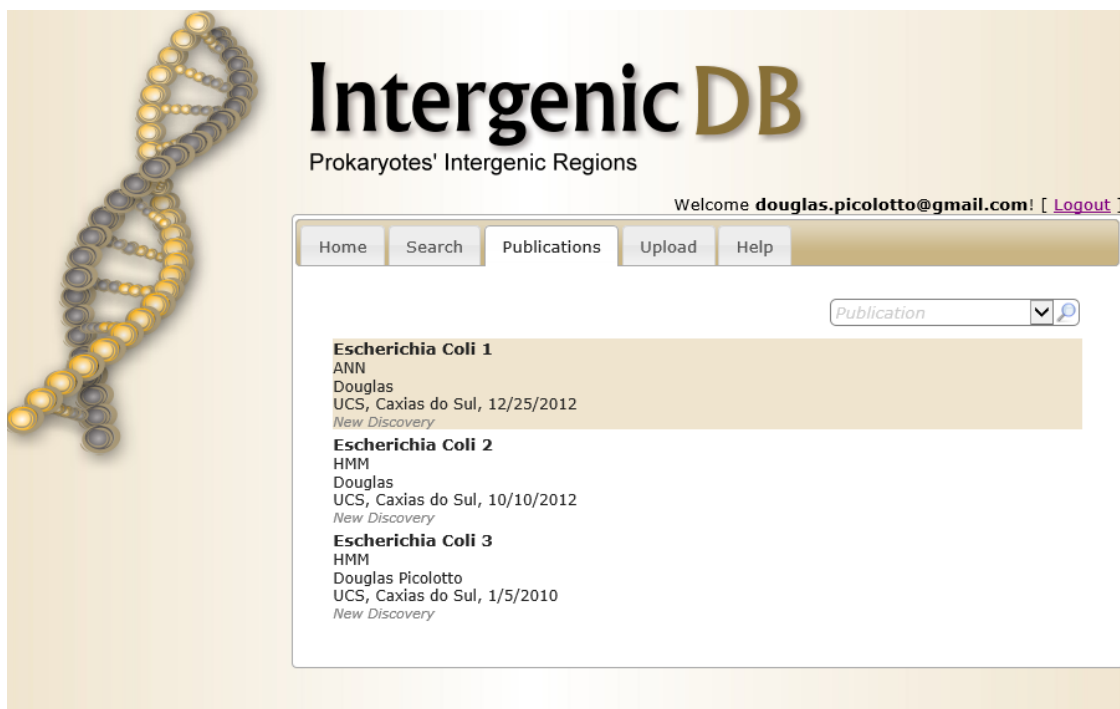 Intergenic DB
Prokaryotes' Intergenic Regions
Welcome douglas.picolotto@gmail.com! [ Logout ]
Home Search Publications Upload Help
Publication
Escherichia Coli 1
ANN
Douglas
UCS, Caxias do Sul, 12/25/2012
New Discovery
Escherichia Coli 2
HMM
Douglas
UCS, Caxias do Sul, 10/10/2012
New Discovery
Escherichia Coli 3
HMM
Douglas Picolotto
UCS, Caxias do Sul, 1/5/2010
New Discovery